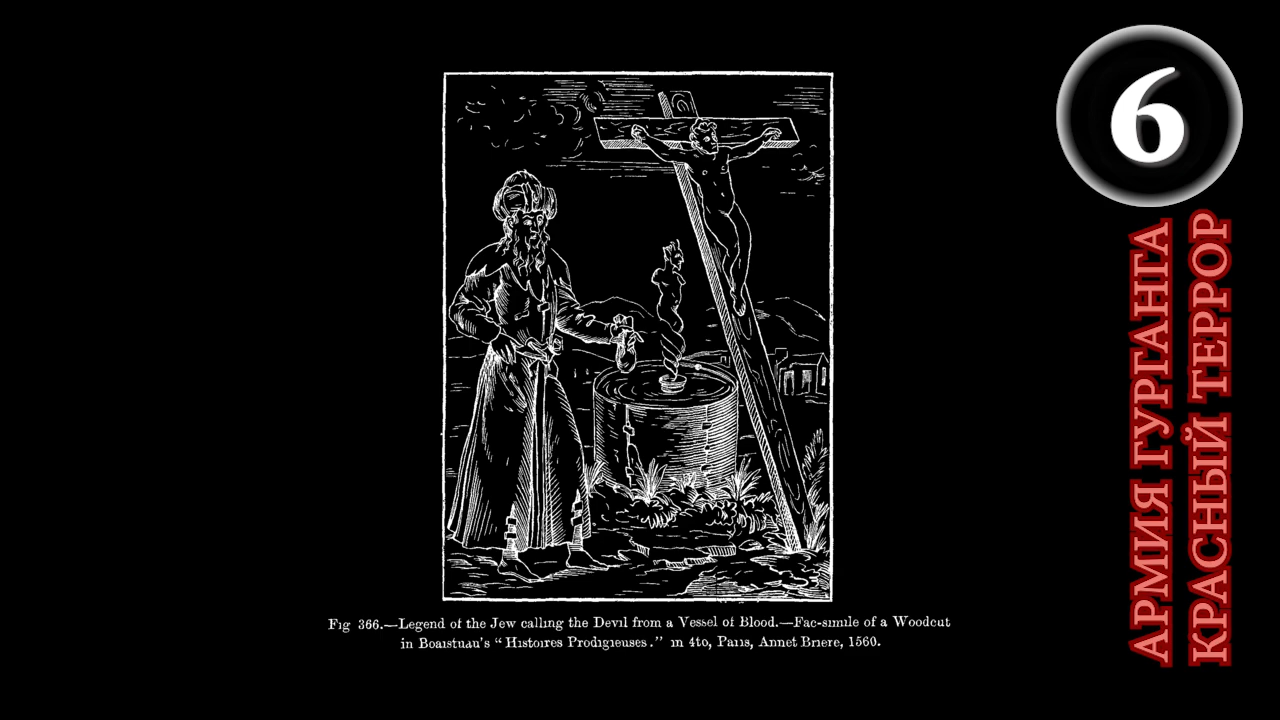 6
АРМИЯ ГУРГАНГА
КРАСНЫЙ ТЕРРОР
Fig 366.—Legend of the Jew calling the Devil from a Vessel of Blood.—Fac-simile of a Woodcut
in Boaistuau's “Histoires Prodigieuses.” in 4to, Paris, Annet Briere, 1560.